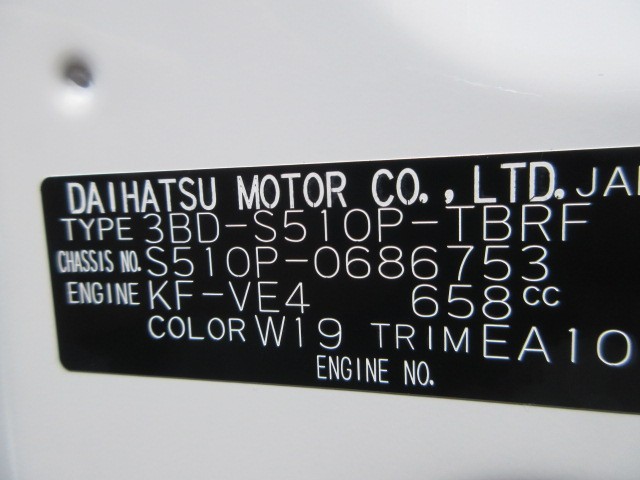 DAIHATSU MOTOR CO., LTD. JA
TYPE 3BD-S510P-TBRF
CHASSIS NO. S510P-0686753
ENGINE KF-VE4 658cc
COLOR W19 TRIM EA10
ENGINE NO.